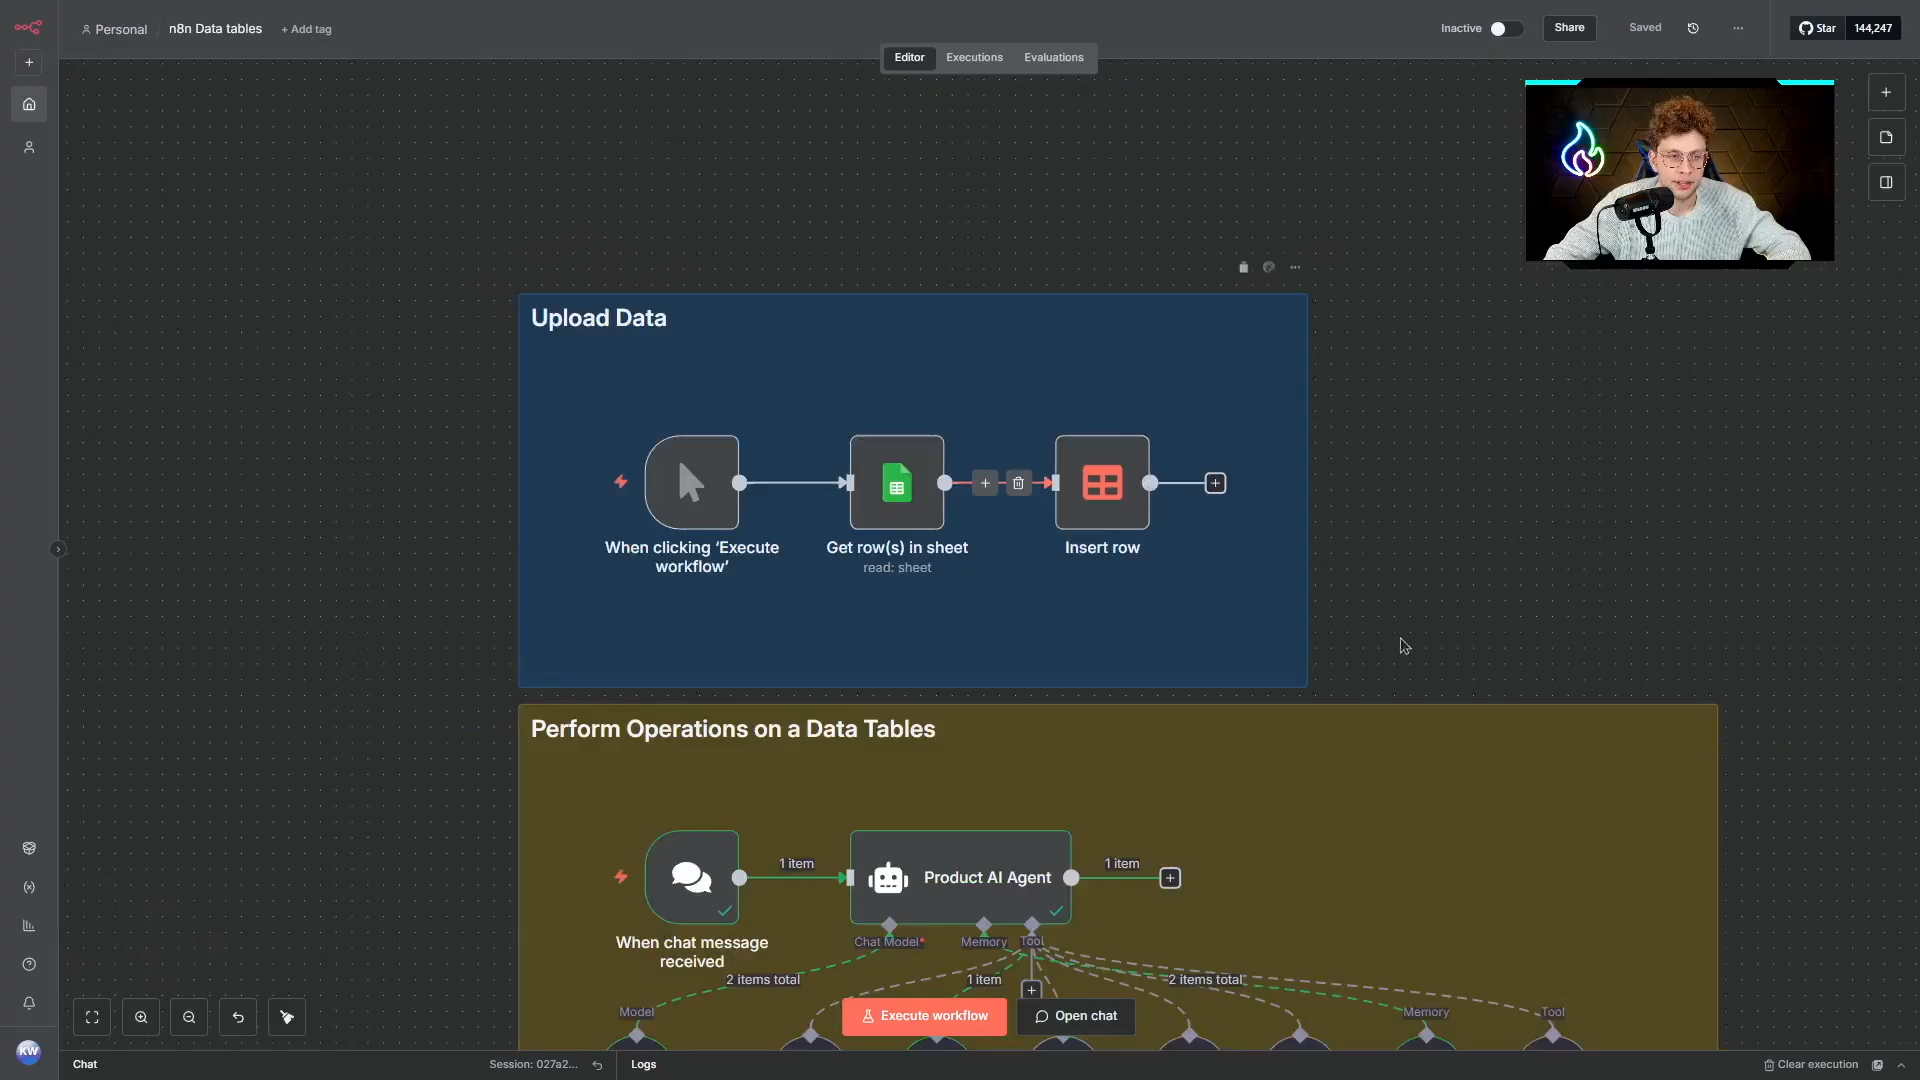 Personal / n8n Data tables + Add tag
Inactive Share Saved Star 144,247
Editor Executions Evaluations
Upload Data
When clicking ‘Execute
workflow’
Get row(s) in sheet
read: sheet
Insert row
Perform Operations on a Data Tables
1 item
Product AI Agent
1 item
When chat message
received
Chat Model*
Memory
Tool
2 items total
1 item
2 items total
Model
Memory
Tool
Execute workflow
Open chat
KW
Chat
Session: 027a2...
Logs
Clear execution